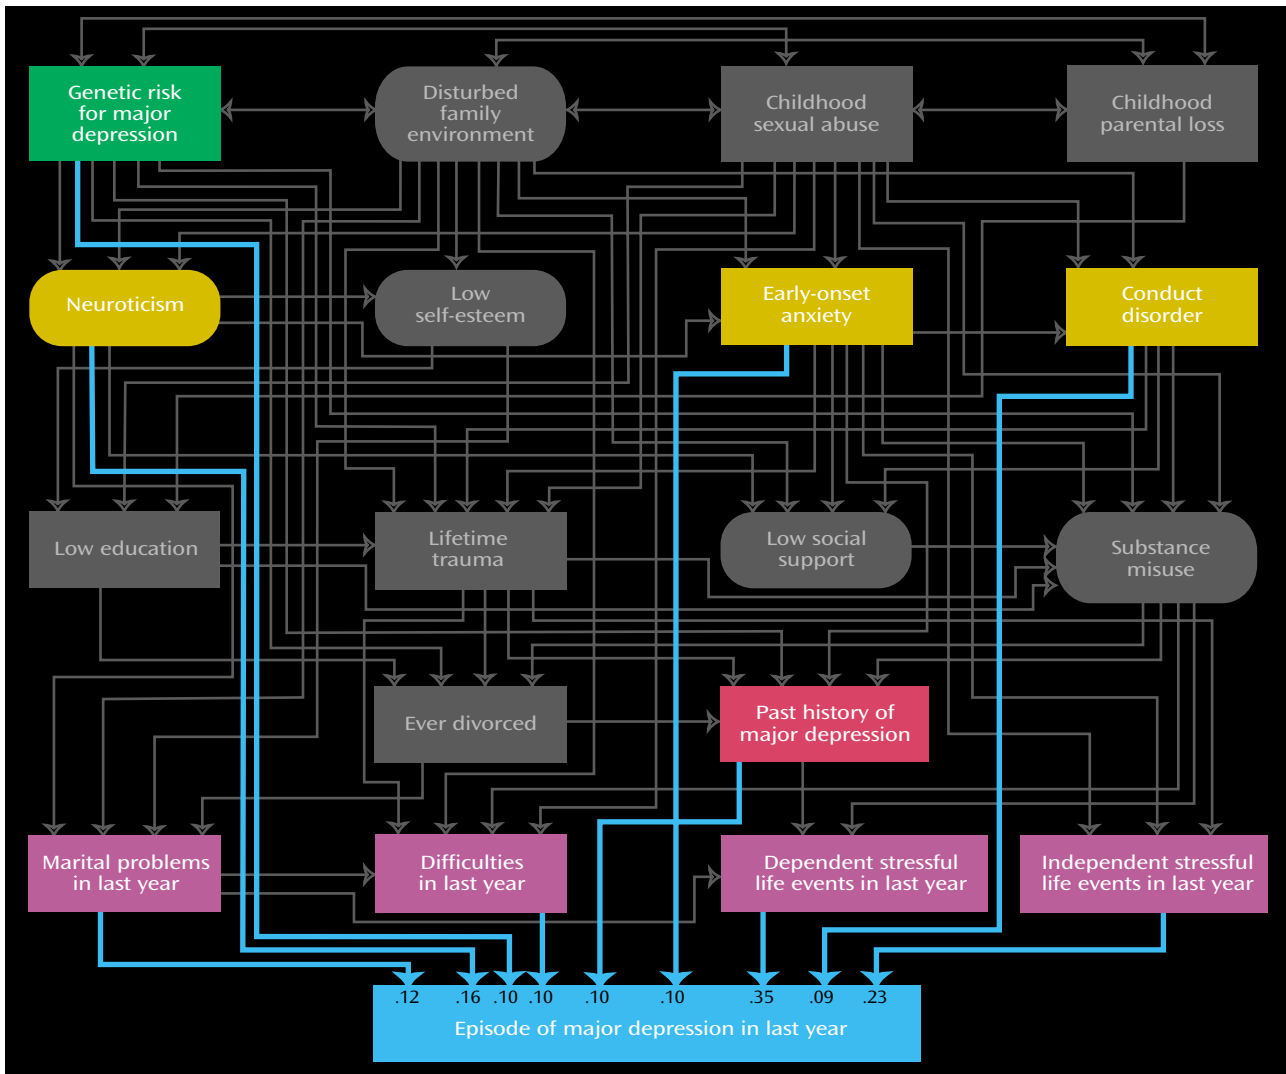 Genetic risk
for major
depression
Disturbed
family
environment
Childhood
sexual abuse
Childhood
parental loss
Neuroticism
Low
self-esteem
Early-onset
anxiety
Conduct
disorder
Low education
Lifetime
trauma
Low social
support
Substance
misuse
Ever divorced
Past history of
major depression
Marital problems
in last year
Difficulties
in last year
Dependent stressful
life events in last year
Independent stressful
life events in last year
.12 .16 .10 .10 .10 .10 .35 .09 .23
Episode of major depression in last year